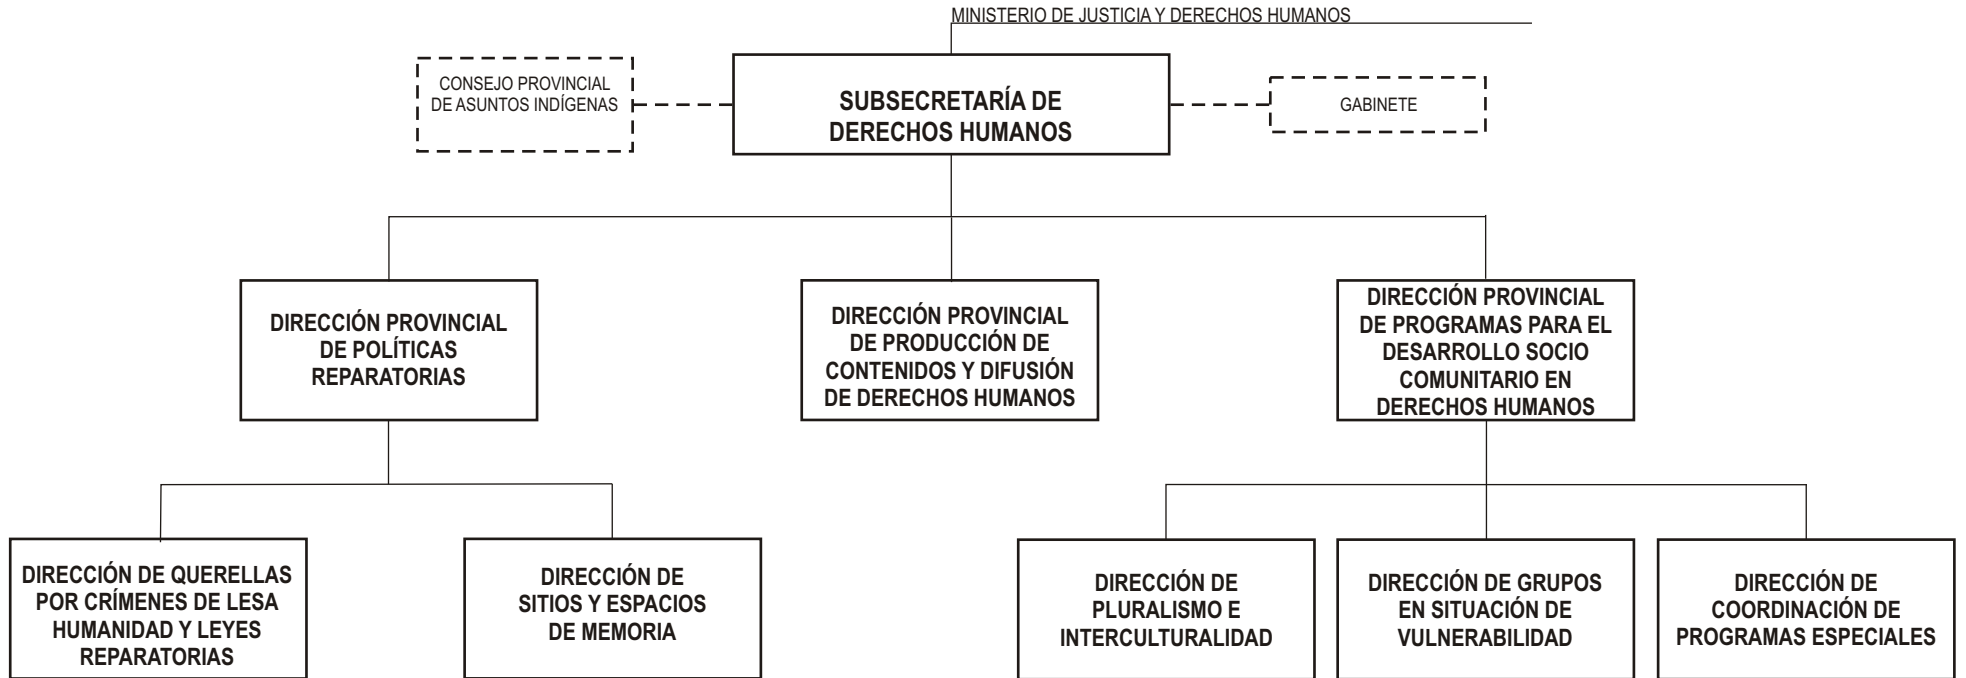 MINISTERIO DE JUSTICIA Y DERECHOS HUMANOS
CONSEJO PROVINCIAL
DE ASUNTOS INDÍGENAS
SUBSECRETARÍA DE
DERECHOS HUMANOS
GABINETE
DIRECCIÓN PROVINCIAL
DE POLÍTICAS
REPARATORIAS
DIRECCIÓN PROVINCIAL
DE PRODUCCIÓN DE
CONTENIDOS Y DIFUSIÓN
DE DERECHOS HUMANOS
DIRECCIÓN PROVINCIAL
DE PROGRAMAS PARA EL
DESARROLLO SOCIO
COMUNITARIO EN
DERECHOS HUMANOS
DIRECCIÓN DE QUERELLAS
POR CRÍMENES DE LESA
HUMANIDAD Y LEYES
REPARATORIAS
DIRECCIÓN DE
SITIOS Y ESPACIOS
DE MEMORIA
DIRECCIÓN DE
PLURALISMO E
INTERCULTURALIDAD
DIRECCIÓN DE GRUPOS
EN SITUACIÓN DE
VULNERABILIDAD
DIRECCIÓN DE
COORDINACIÓN DE
PROGRAMAS ESPECIALES